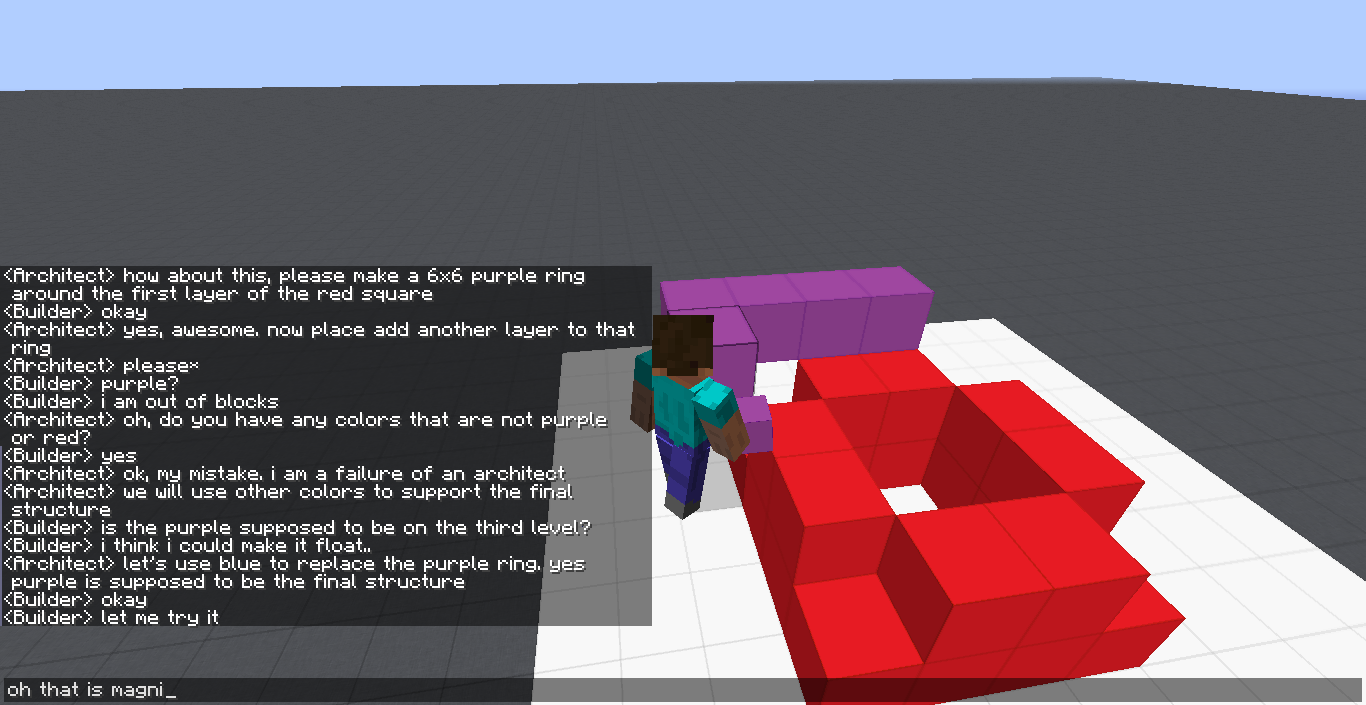 <Architect> how about this, please make a 6x6 purple ring
around the first layer of the red square
<Builder> okay
<Architect> yes, awesome. now place add another layer to that
ring
<Architect> please*
<Builder> purple?
<Builder> i am out of blocks
<Architect> oh, do you have any colors that are not purple
or red?
<Builder> yes
<Architect> ok, my mistake. i am a failure of an architect
<Architect> we will use other colors to support the final
structure
<Builder> is the purple supposed to be on the third level?
<Builder> i think i could make it float..
<Architect> let's use blue to replace the purple ring. yes
purple is supposed to be the final structure
<Builder> okay
<Builder> let me try it
oh that is magni_